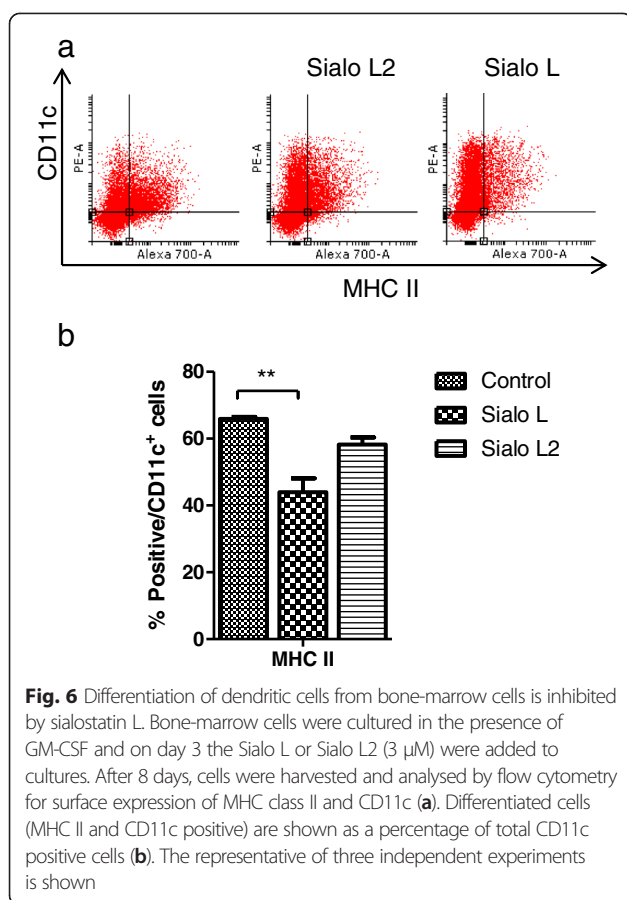 a
Sialo L2
Sialo L
CD11c
PE-A
PE-A
PE-A
Alexa 700-A
Alexa 700-A
Alexa 700-A
MHC II
b
% Positive/CD11c+ cells
80
60
40
20
0
**
MHC II
Control
Sialo L
Sialo L2
Fig. 6 Differentiation of dendritic cells from bone-marrow cells is inhibited
by sialostatin L. Bone-marrow cells were cultured in the presence of
GM-CSF and on day 3 the Sialo L or Sialo L2 (3 μM) were added to
cultures. After 8 days, cells were harvested and analysed by flow cytometry
for surface expression of MHC class II and CD11c (a). Differentiated cells
(MHC II and CD11c positive) are shown as a percentage of total CD11c
positive cells (b). The representative of three independent experiments
is shown